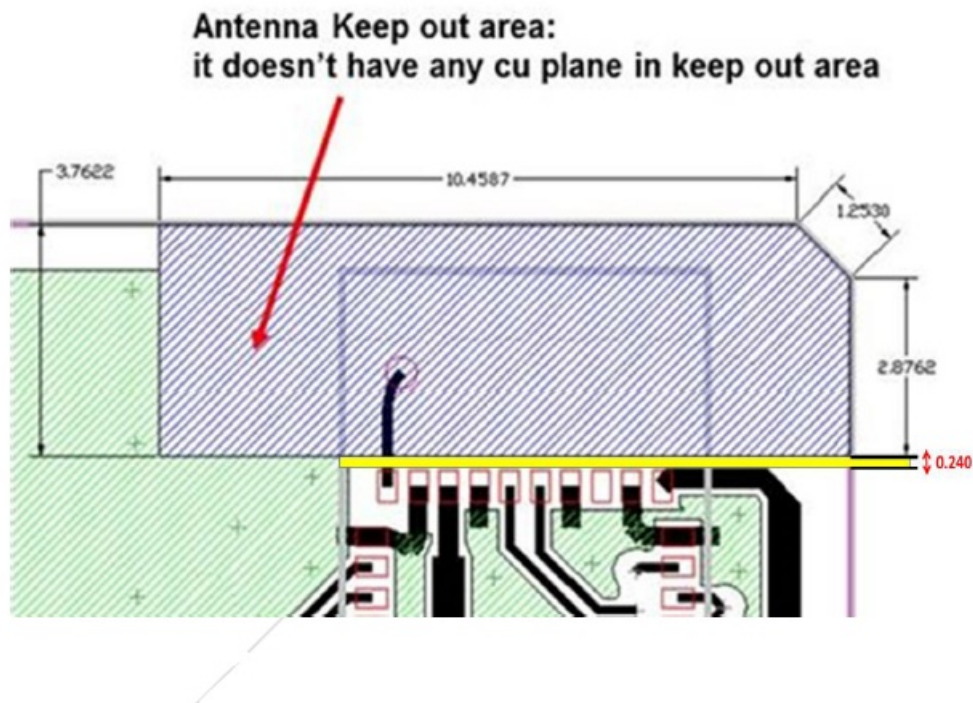 Antenna Keep out area:
it doesn't have any cu plane in keep out area
3.7622
10.4587
1.2530
2.8762
0.240